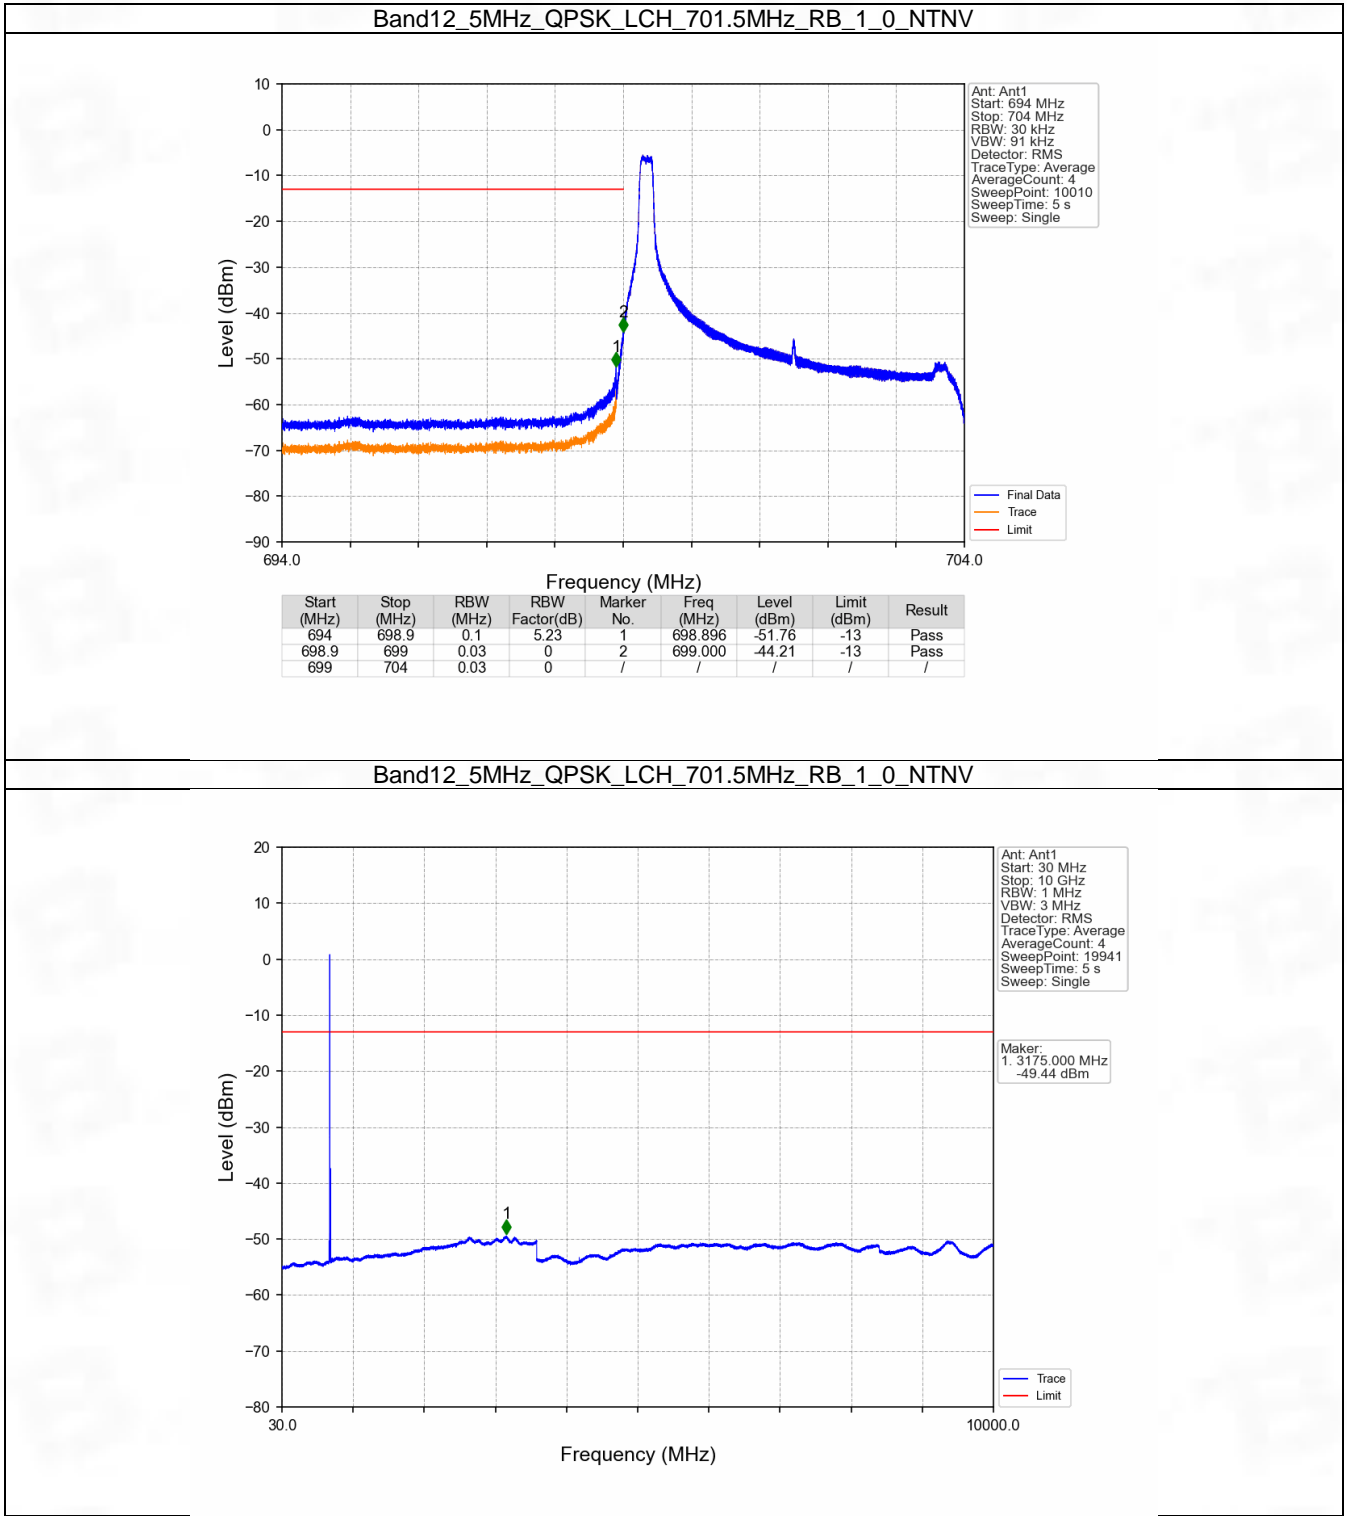 Band12_5MHz_QPSK_LCH_701.5MHz_RB_1_0_NTNV
10
0
−10
−20
−30
−40
−50
−60
−70
−80
−90
Level (dBm)
2
1
694.0
704.0
Frequency (MHz)
Ant: Ant1
Start: 694 MHz
Stop: 704 MHz
RBW: 30 kHz
VBW: 91 kHz
Detector: RMS
TraceType: Average
AverageCount: 4
SweepPoint: 10010
SweepTime: 5 s
Sweep: Single
Final Data
Trace
Limit
Start (MHz) Stop (MHz) RBW (MHz) RBW Factor(dB) Marker No. Freq (MHz) Level (dBm) Limit (dBm) Result
694 698.9 0.1 5.23 1 698.896 -51.76 -13 Pass
698.9 699 0.03 0 2 699.000 -44.21 -13 Pass
699 704 0.03 0 / / / / /
Band12_5MHz_QPSK_LCH_701.5MHz_RB_1_0_NTNV
20
10
0
−10
−20
−30
−40
−50
−60
−70
−80
Level (dBm)
1
30.0
10000.0
Frequency (MHz)
Ant: Ant1
Start: 30 MHz
Stop: 10 GHz
RBW: 1 MHz
VBW: 3 MHz
Detector: RMS
TraceType: Average
AverageCount: 4
SweepPoint: 19941
SweepTime: 5 s
Sweep: Single
Maker:
1. 3175.000 MHz
-49.44 dBm
Trace
Limit